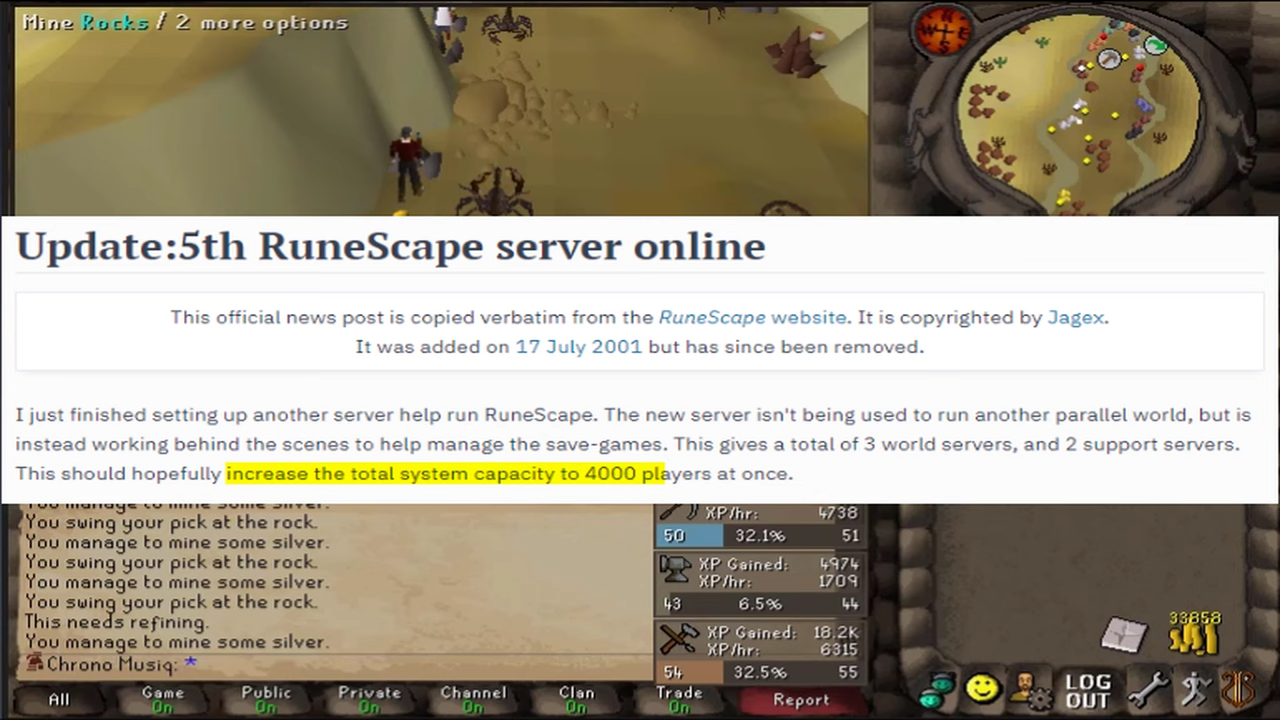 Mine Rocks / 2 more options
Update:5th RuneScape server online
This official news post is copied verbatim from the RuneScape website. It is copyrighted by Jagex.
It was added on 17 July 2001 but has since been removed.
I just finished setting up another server help run RuneScape. The new server isn't being used to run another parallel world, but is
instead working behind the scenes to help manage the save-games. This gives a total of 3 world servers, and 2 support servers.
This should hopefully increase the total system capacity to 4000 players at once.
You manage to mine some silver.
You swing your pick at the rock.
You manage to mine some silver.
You swing your pick at the rock.
You manage to mine some silver.
You swing your pick at the rock.
This needs refining.
You manage to mine some silver.
Chrono Musiq: *
XP/hr: 4738
50 32.1% 51
XP Gained: 4974
XP/hr: 1709
43 6.5% 44
XP Gained: 18.2K
XP/hr: 6315
54 32.5% 55
33858
All
Game On
Public On
Private On
Channel On
Clan On
Trade On
Report
LOG OUT